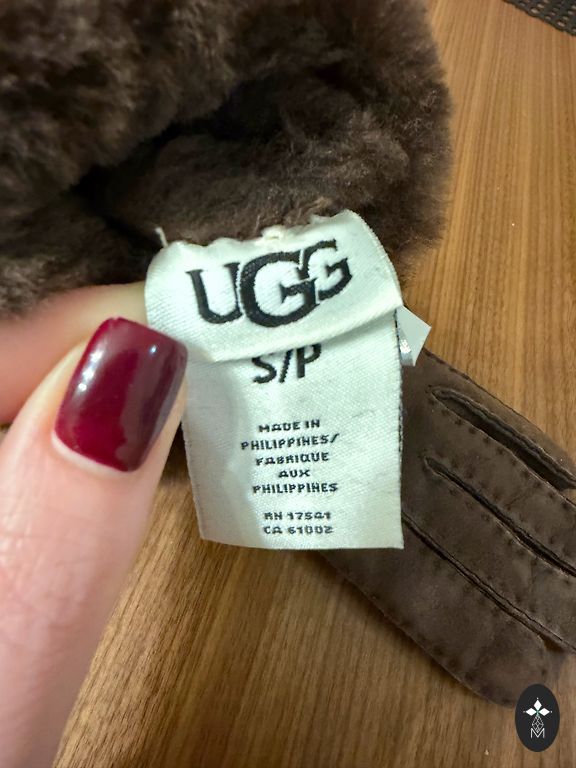 UGG
S/P
MADE IN
PHILIPPINES/
FABRIQUE
AUX
PHILIPPINES
RN 17541
CA 61002
M